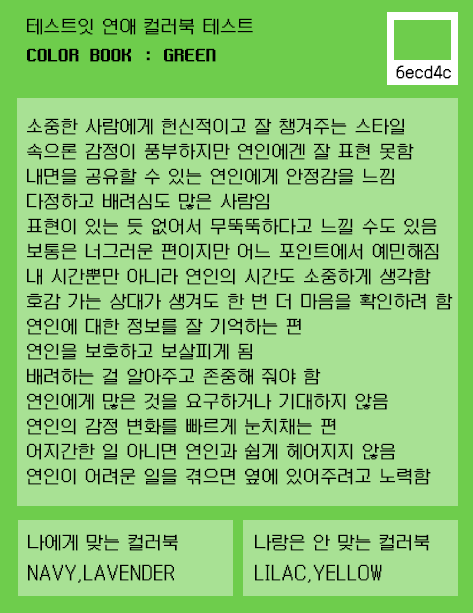 테스트잇 연애 컬러북 테스트
COLOR BOOK : GREEN
6ecd4c
소중한 사람에게 헌신적이고 잘 챙겨주는 스타일
속으론 감정이 풍부하지만 연인에겐 잘 표현 못함
내면을 공유할 수 있는 연인에게 안정감을 느낌
다정하고 배려심도 많은 사람임
표현이 있는 듯 없어서 무뚝뚝하다고 느낄 수도 있음
보통은 너그러운 편이지만 어느 포인트에서 예민해짐
내 시간뿐만 아니라 연인의 시간도 소중하게 생각함
호감 가는 상대가 생겨도 한 번 더 마음을 확인하려 함
연인에 대한 정보를 잘 기억하는 편
연인을 보호하고 보살피게 됨
배려하는 걸 알아주고 존중해 줘야 함
연인에게 많은 것을 요구하거나 기대하지 않음
연인의 감정 변화를 빠르게 눈치채는 편
어지간한 일 아니면 연인과 쉽게 헤어지지 않음
연인이 어려운 일을 겪으면 옆에 있어주려고 노력함
나에게 맞는 컬러북
NAVY,LAVENDER
나랑은 안 맞는 컬러북
LILAC,YELLOW